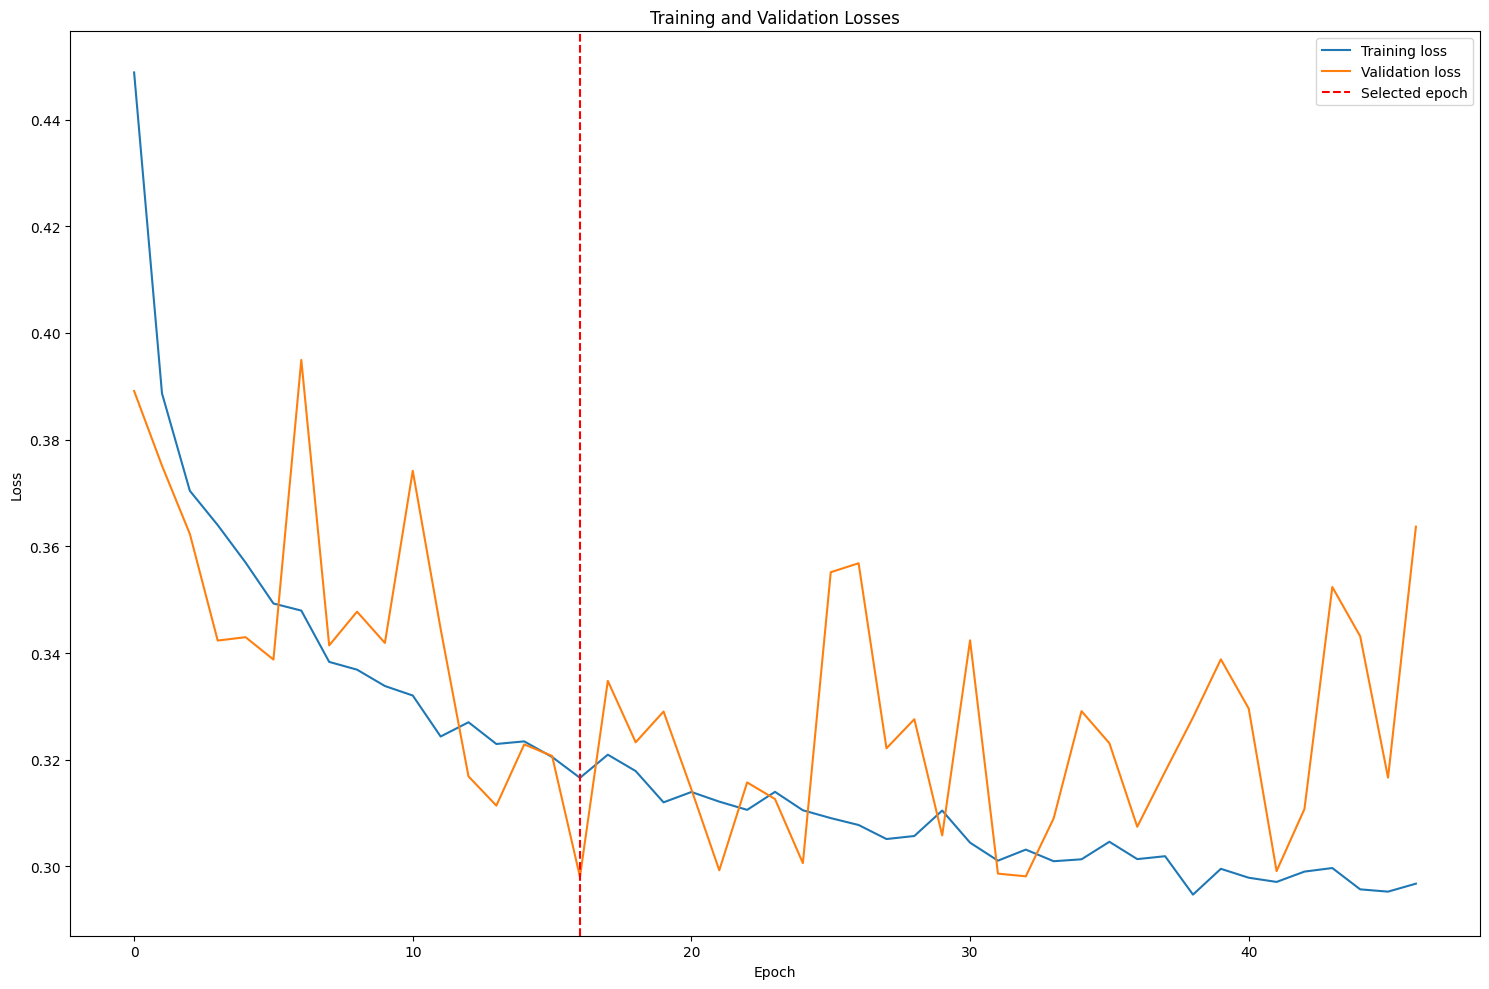 Training and Validation Losses
Training loss
Validation loss
Selected epoch
Loss
0.44
0.42
0.40
0.38
0.36
0.34
0.32
0.30
0
10
20
30
40
Epoch